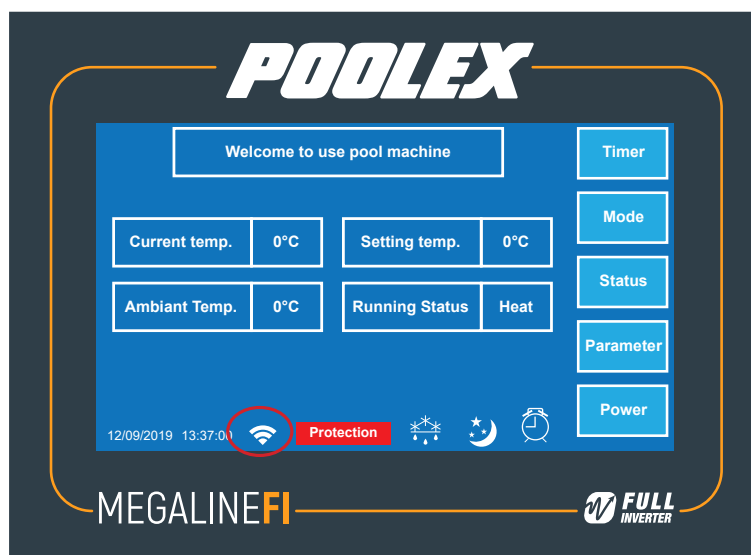 POOLEX
Welcome to use pool machine
Timer
Mode
Current temp. 0°C Setting temp. 0°C
Status
Ambiant Temp. 0°C Running Status Heat
Parameter
Power
12/09/2019 13:37:00 Protection
MEGALINEFI
FULL
INVERTER